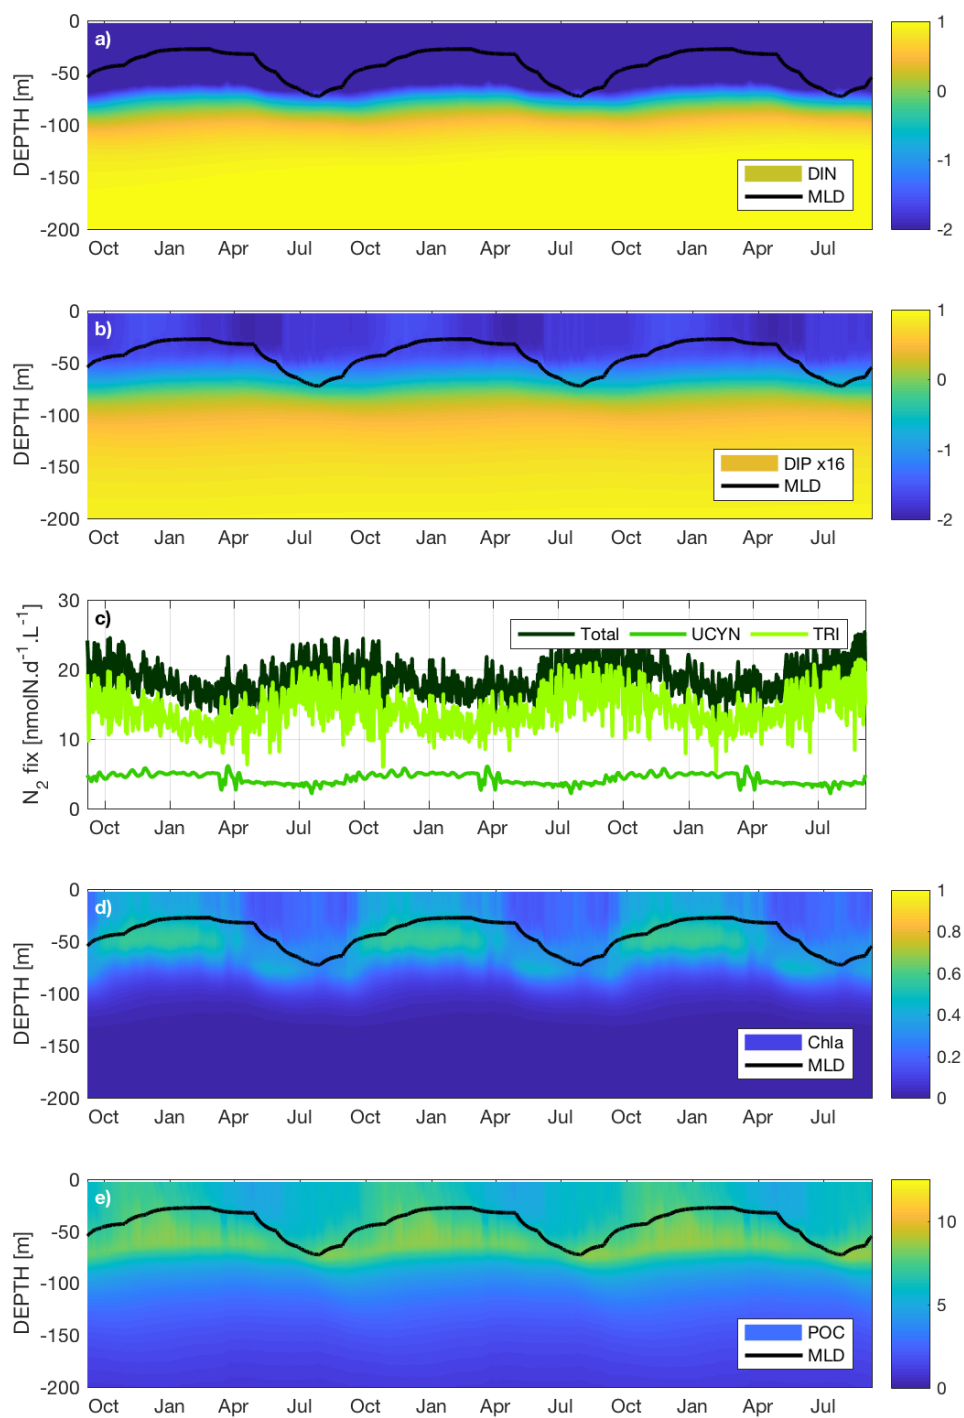 a)
DEPTH [m]
0
-50
-100
-150
-200
Oct Jan Apr Jul Oct Jan Apr Jul Oct Jan Apr Jul
DIN
MLD
1
0
-1
-2
b)
DEPTH [m]
0
-50
-100
-150
-200
Oct Jan Apr Jul Oct Jan Apr Jul Oct Jan Apr Jul
DIP x16
MLD
1
0
-1
-2
c)
N2 fix [nmolN.d-1.L-1]
30
20
10
0
Total UCYN TRI
Oct Jan Apr Jul Oct Jan Apr Jul Oct Jan Apr Jul
d)
DEPTH [m]
0
-50
-100
-150
-200
Oct Jan Apr Jul Oct Jan Apr Jul Oct Jan Apr Jul
Chla
MLD
1
0.8
0.6
0.4
0.2
0
e)
DEPTH [m]
0
-50
-100
-150
-200
Oct Jan Apr Jul Oct Jan Apr Jul Oct Jan Apr Jul
POC
MLD
10
5
0